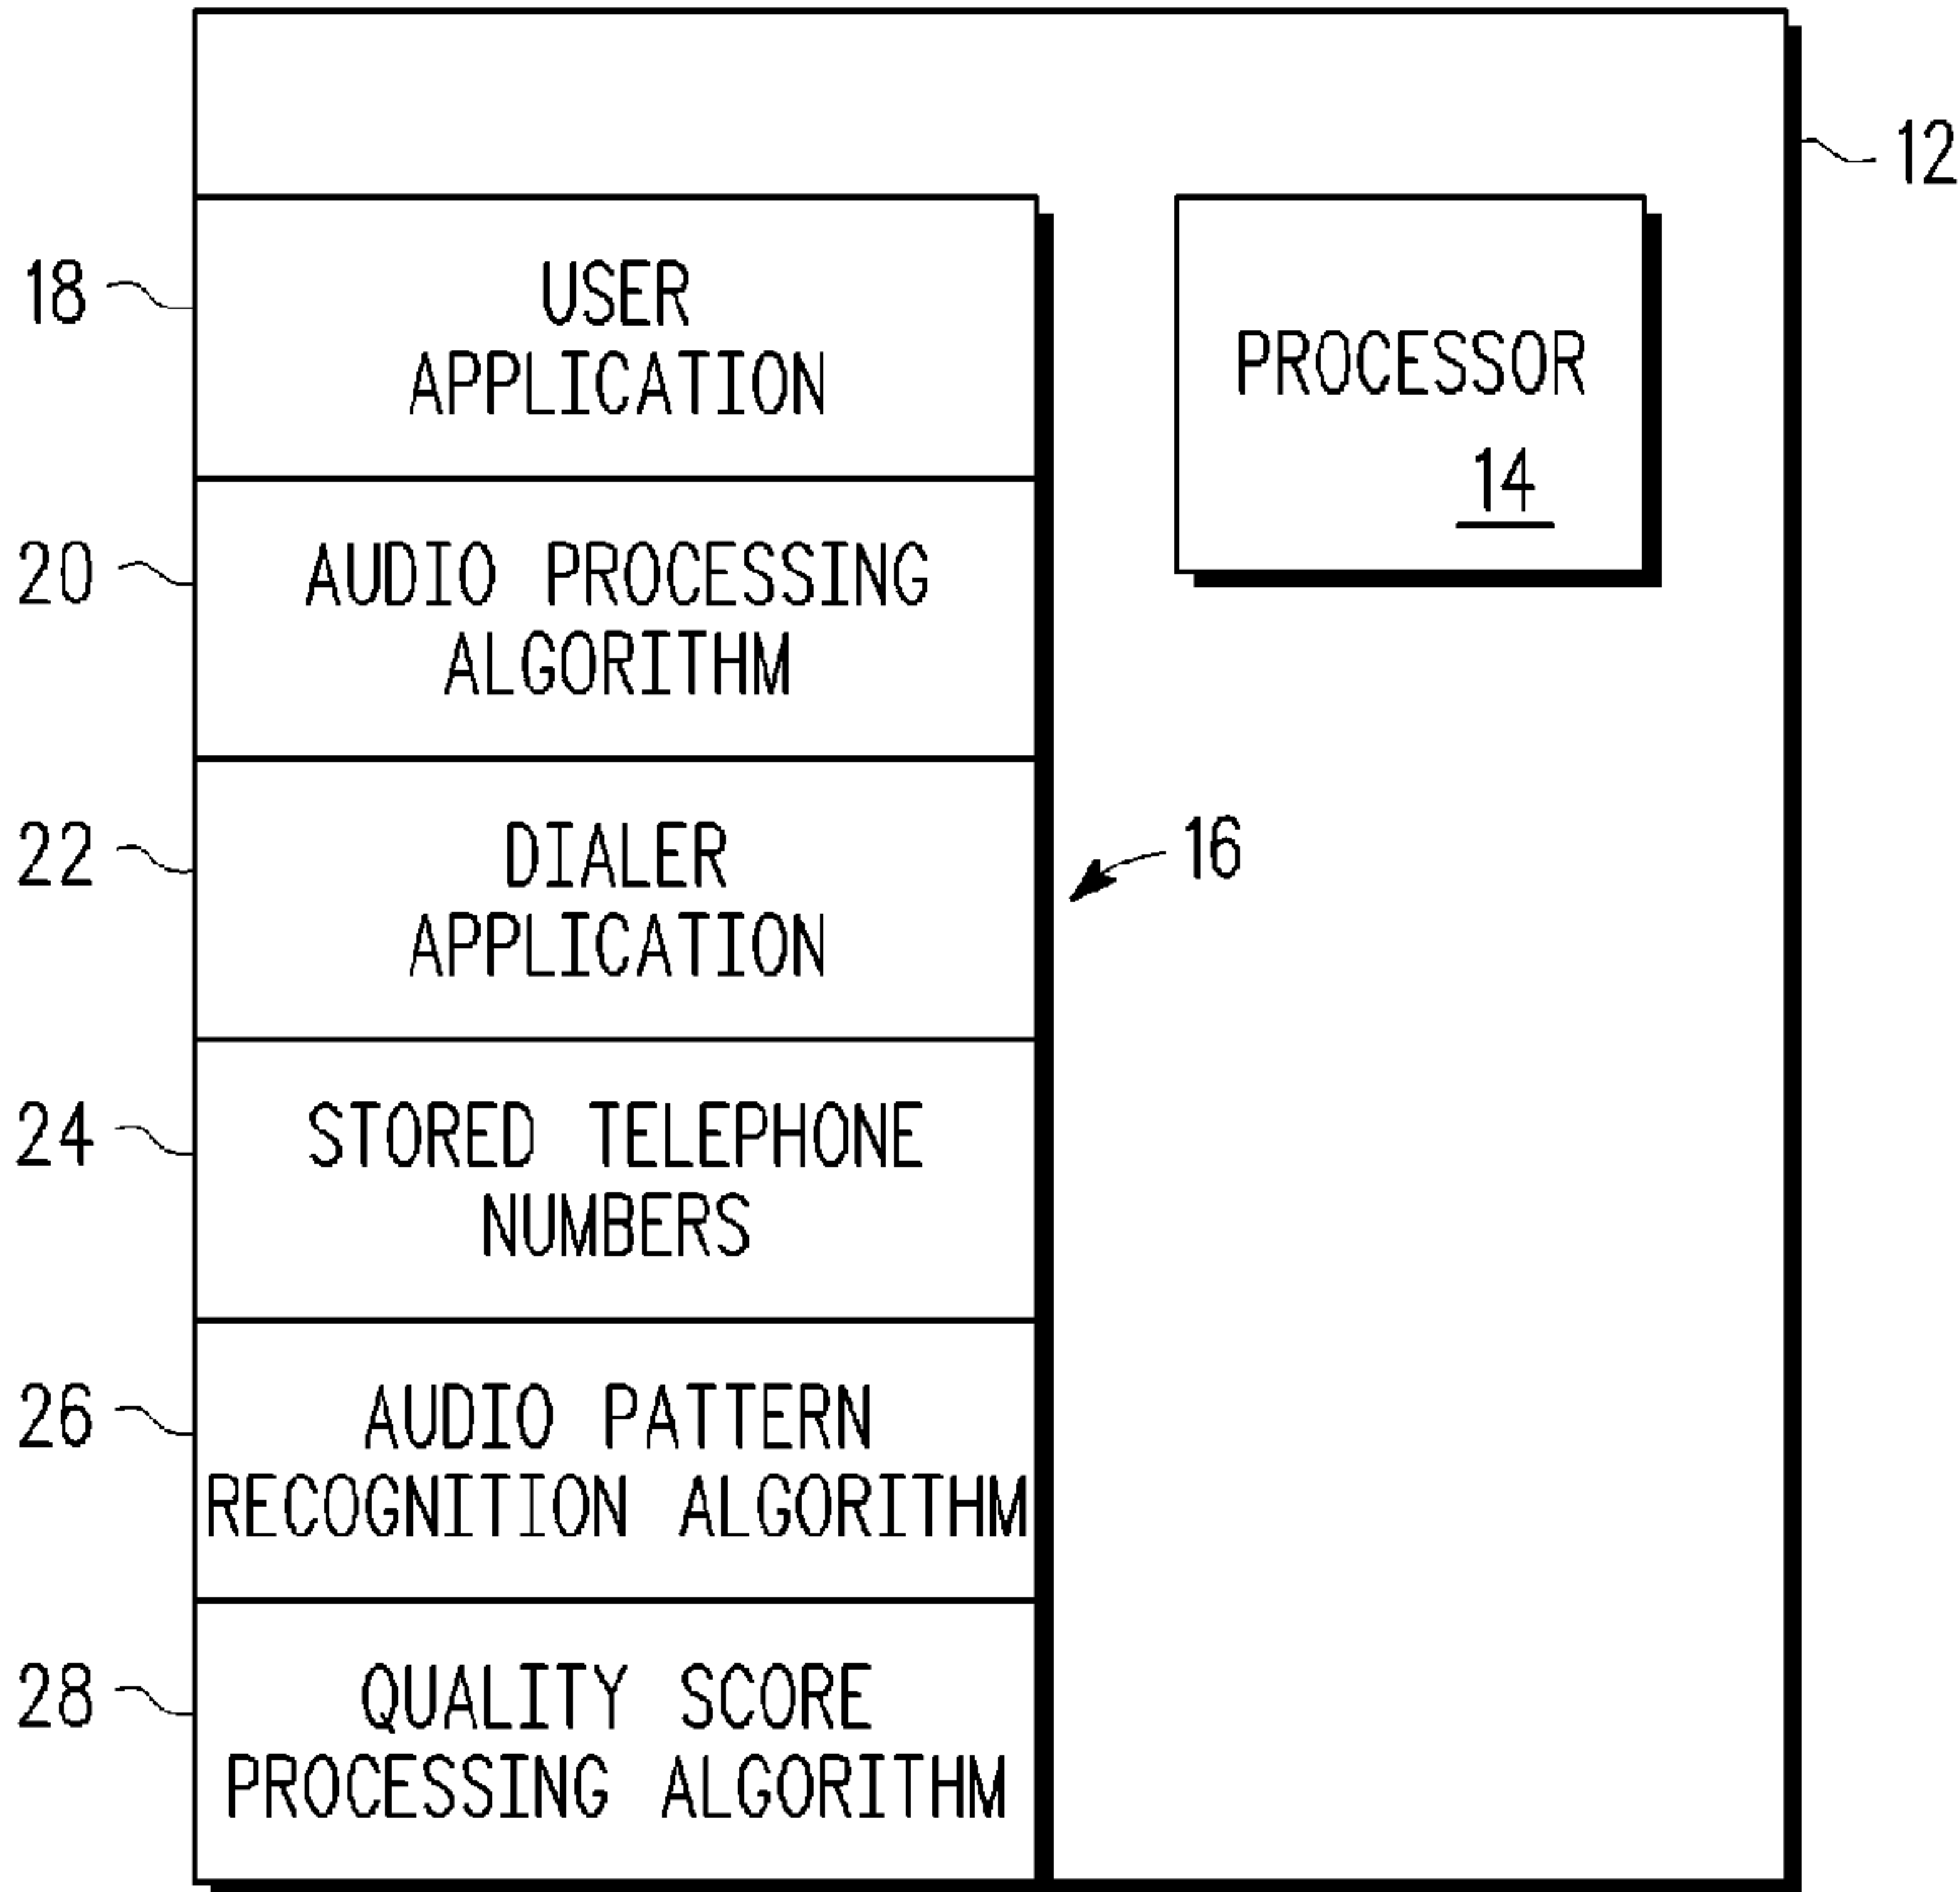 12
18
USER
APPLICATION
PROCESSOR
14
20
AUDIO PROCESSING
ALGORITHM
22
DIALER
APPLICATION
16
24
STORED TELEPHONE
NUMBERS
26
AUDIO PATTERN
RECOGNITION ALGORITHM
28
QUALITY SCORE
PROCESSING ALGORITHM